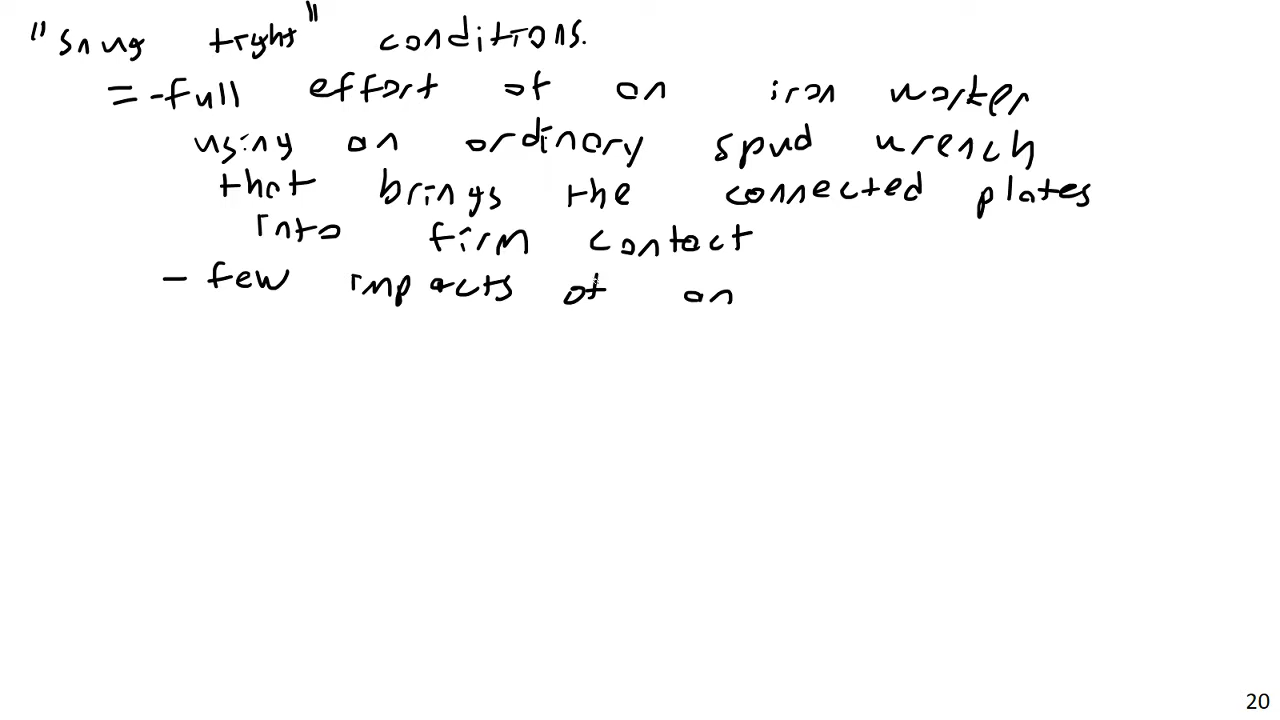 "snug tight" conditions.
= - full effort of an iron worker
using an ordinary spud wrench
that brings the connected plates
into firm contact
- few impacts of an
20